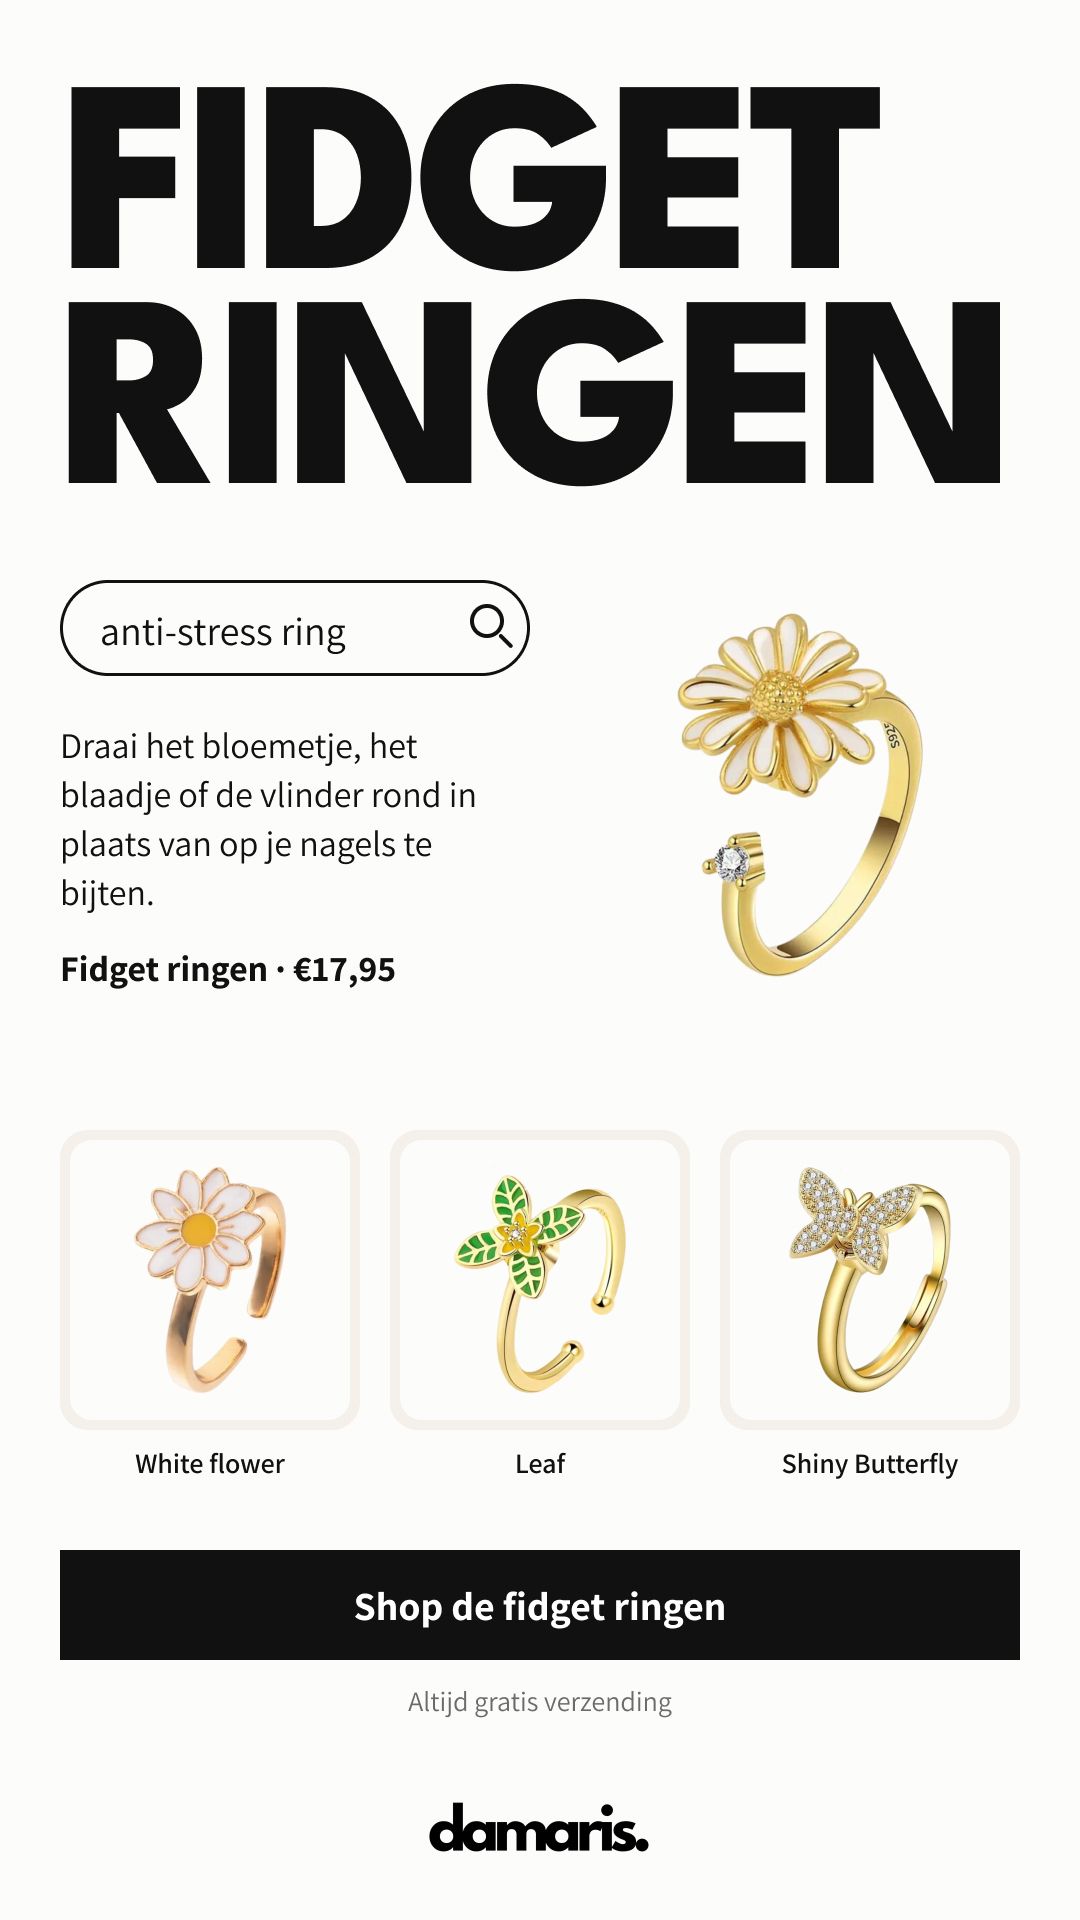 FIDGET
RINGEN
anti-stress ring
Draai het bloemetje, het
blaadje of de vlinder rond in
plaats van op je nagels te
bijten.
Fidget ringen · €17,95
S925
White flower
Leaf
Shiny Butterfly
Shop de fidget ringen
Altijd gratis verzending
damaris.